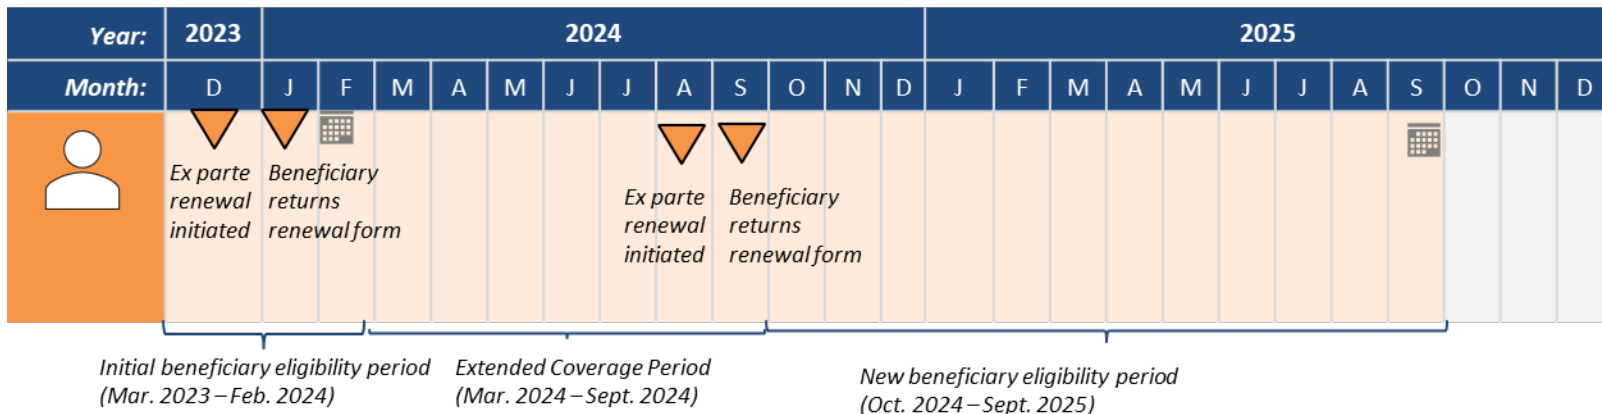 Year: 2023 2024 2025
Month: D J F M A M J J A S O N D J F M A M J J A S O N D
Ex parte
renewal
initiated
Beneficiary
returns
renewal form
Ex parte
renewal
initiated
Beneficiary
returns
renewal form
Initial beneficiary eligibility period
(Mar. 2023 – Feb. 2024)
Extended Coverage Period
(Mar. 2024 – Sept. 2024)
New beneficiary eligibility period
(Oct. 2024 – Sept. 2025)